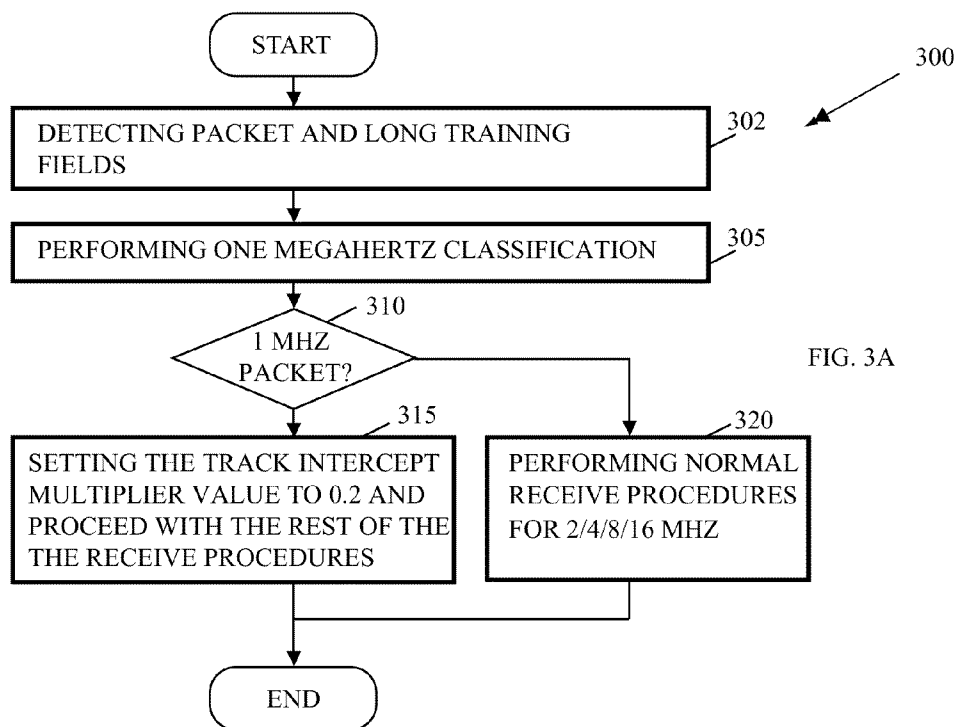 START
300
DETECTING PACKET AND LONG TRAINING
FIELDS
302
PERFORMING ONE MEGAHERTZ CLASSIFICATION
305
310
1 MHZ
PACKET?
FIG. 3A
315
SETTING THE TRACK INTERCEPT
MULTIPLIER VALUE TO 0.2 AND
PROCEED WITH THE REST OF THE
THE RECEIVE PROCEDURES
320
PERFORMING NORMAL
RECEIVE PROCEDURES
FOR 2/4/8/16 MHZ
END